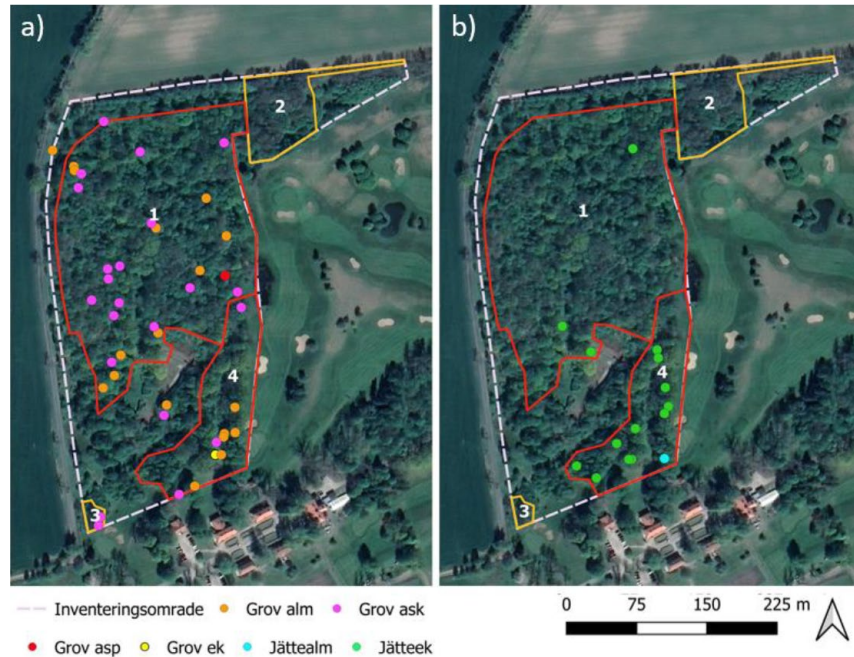 a)
b)
2
2
1
1
4
4
3
3
Inventeringsomrade Grov alm Grov ask
Grov asp Grov ek Jättealm Jätteek
0 75 150 225 m